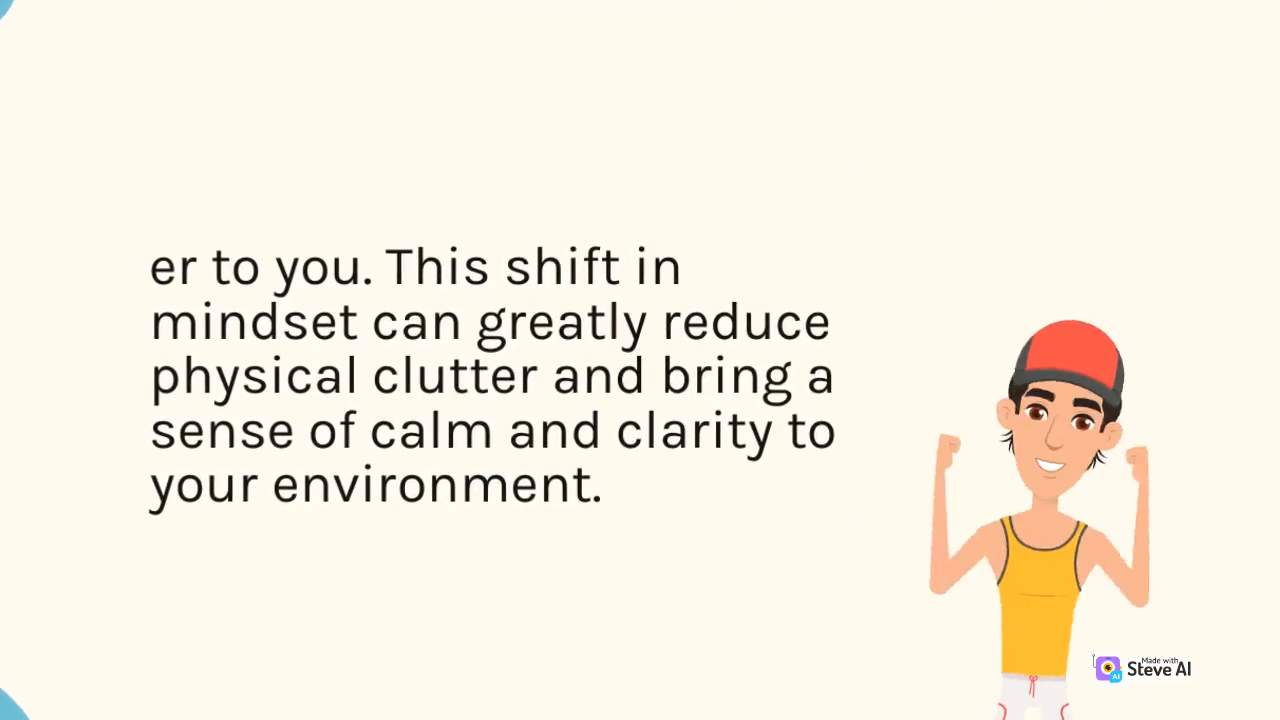 er to you. This shift in
mindset can greatly reduce
physical clutter and bring a
sense of calm and clarity to
your environment.
Made with
Steve AI
AI